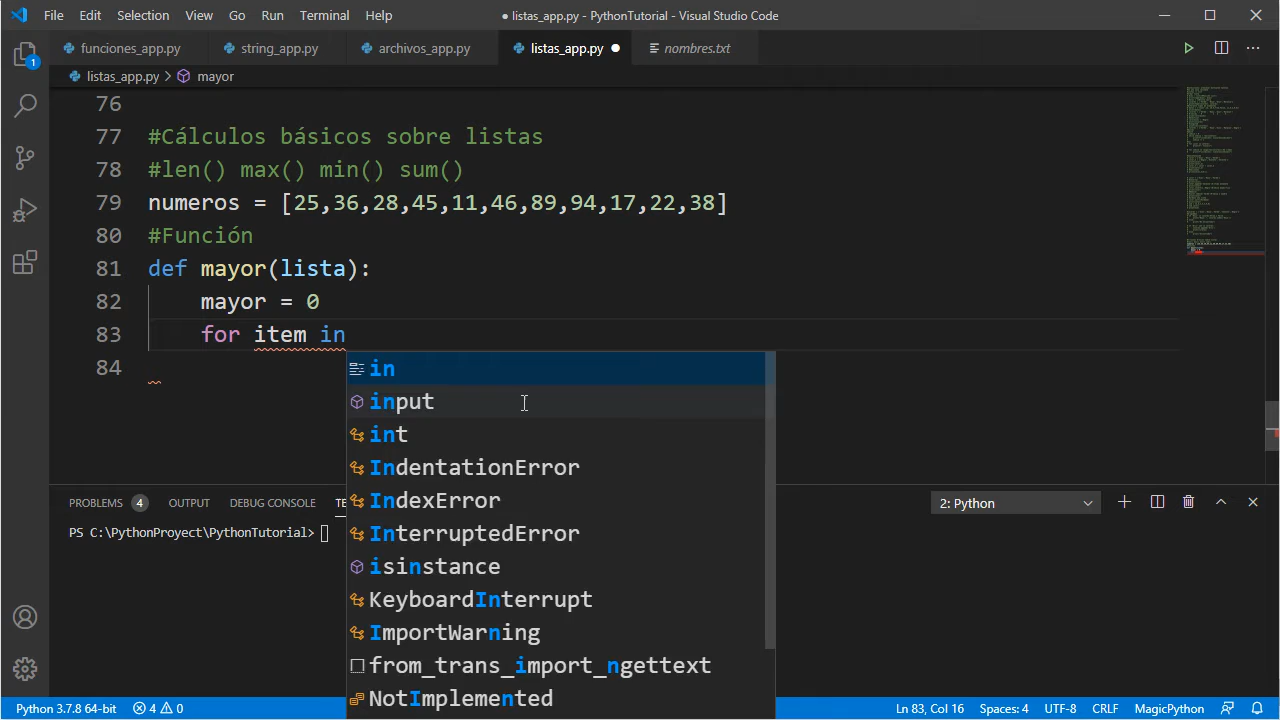 File Edit Selection View Go Run Terminal Help ● listas_app.py - PythonTutorial - Visual Studio Code
funciones_app.py string_app.py archivos_app.py listas_app.py ● nombres.txt
1
listas_app.py > mayor
76
77 #Cálculos básicos sobre listas
78 #len() max() min() sum()
79 numeros = [25,36,28,45,11,46,89,94,17,22,38]
80 #Función
81 def mayor(lista):
82 mayor = 0
83 for item in
84
in
input
int
IndentationError
IndexError
InterruptedError
isinstance
KeyboardInterrupt
ImportWarning
from_trans_import_ngettext
NotImplemented
PROBLEMS 4 OUTPUT DEBUG CONSOLE TE 2: Python
PS C:\PythonProyect\PythonTutorial>
Python 3.7.8 64-bit 4 0 Ln 83, Col 16 Spaces: 4 UTF-8 CRLF MagicPython